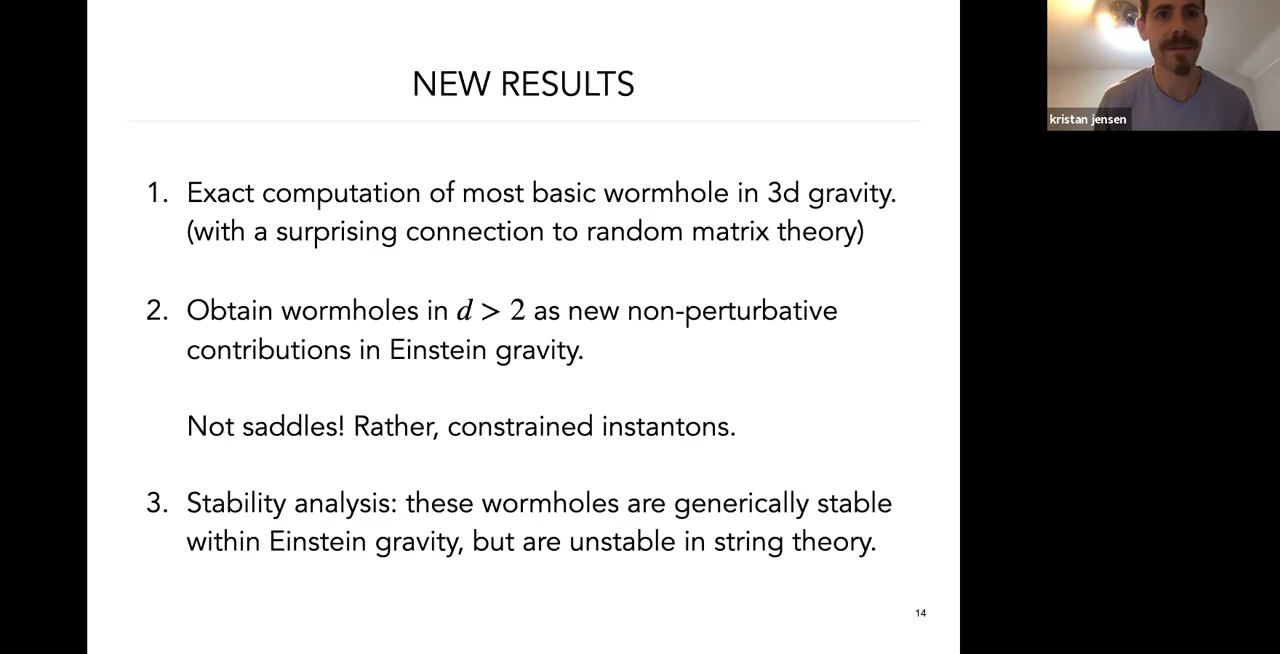 NEW RESULTS
kristan jensen
1. Exact computation of most basic wormhole in 3d gravity.
(with a surprising connection to random matrix theory)
2. Obtain wormholes in d > 2 as new non-perturbative
contributions in Einstein gravity.
Not saddles! Rather, constrained instantons.
3. Stability analysis: these wormholes are generically stable
within Einstein gravity, but are unstable in string theory.
14